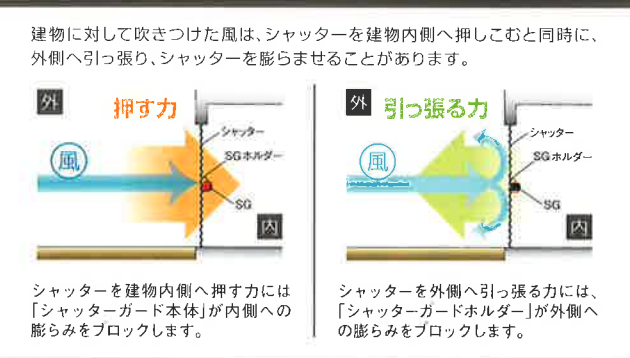 建物に対して吹きつけた風は、シャッターを建物内側へ押しこむと同時に、
外側へ引っ張り、シャッターを膨らませることがあります。
外
押す力
シャッター
風
SGホルダー
SG
内
シャッターを建物内側へ押す力には
「シャッターガード本体」が内側への
膨らみをブロックします。
外
引っ張る力
シャッター
風
SGホルダー
SG
内
シャッターを外側へ引っ張る力には、
「シャッターガードホルダー」が外側へ
の膨らみをブロックします。